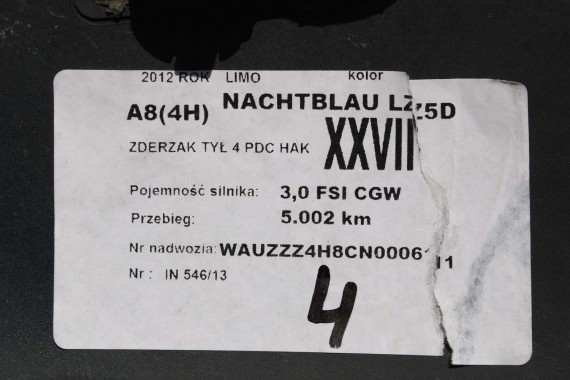 2012 ROK LIMO kolor
A8(4H) NACHTBLAU LZ5D
ZDERZAK TYŁ 4 PDC HAK XXVII
Pojemność silnika: 3,0 FSI CGW
Przebieg: 5.002 km
Nr nadwozia:
Nr : IN 546/13
4